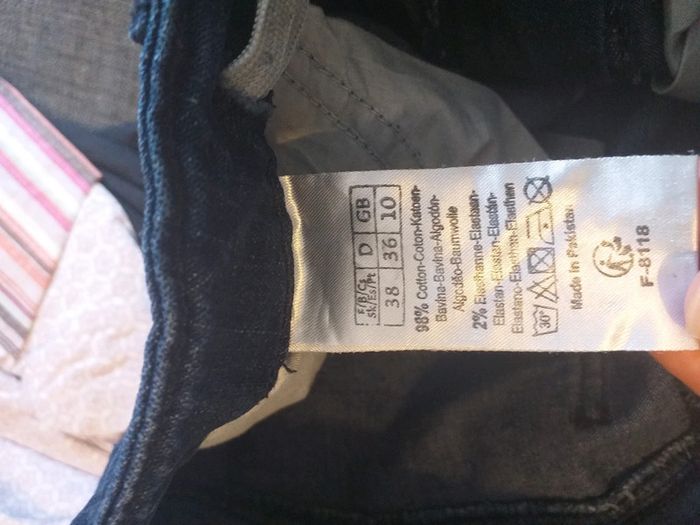 F/B/Cz
Sk/Es/Pt D GB
38 36 10
98% Cotton-Coton-Katoen-
Bavlna-Bavlna-Algodón-
Algodão-Baumwolle
2% Elasthanne-Elastaan-
Elastan-Elastan-Elastán-
Elastano-Elasthan-Elasthen
30°
Made in Pakistan
F-8118